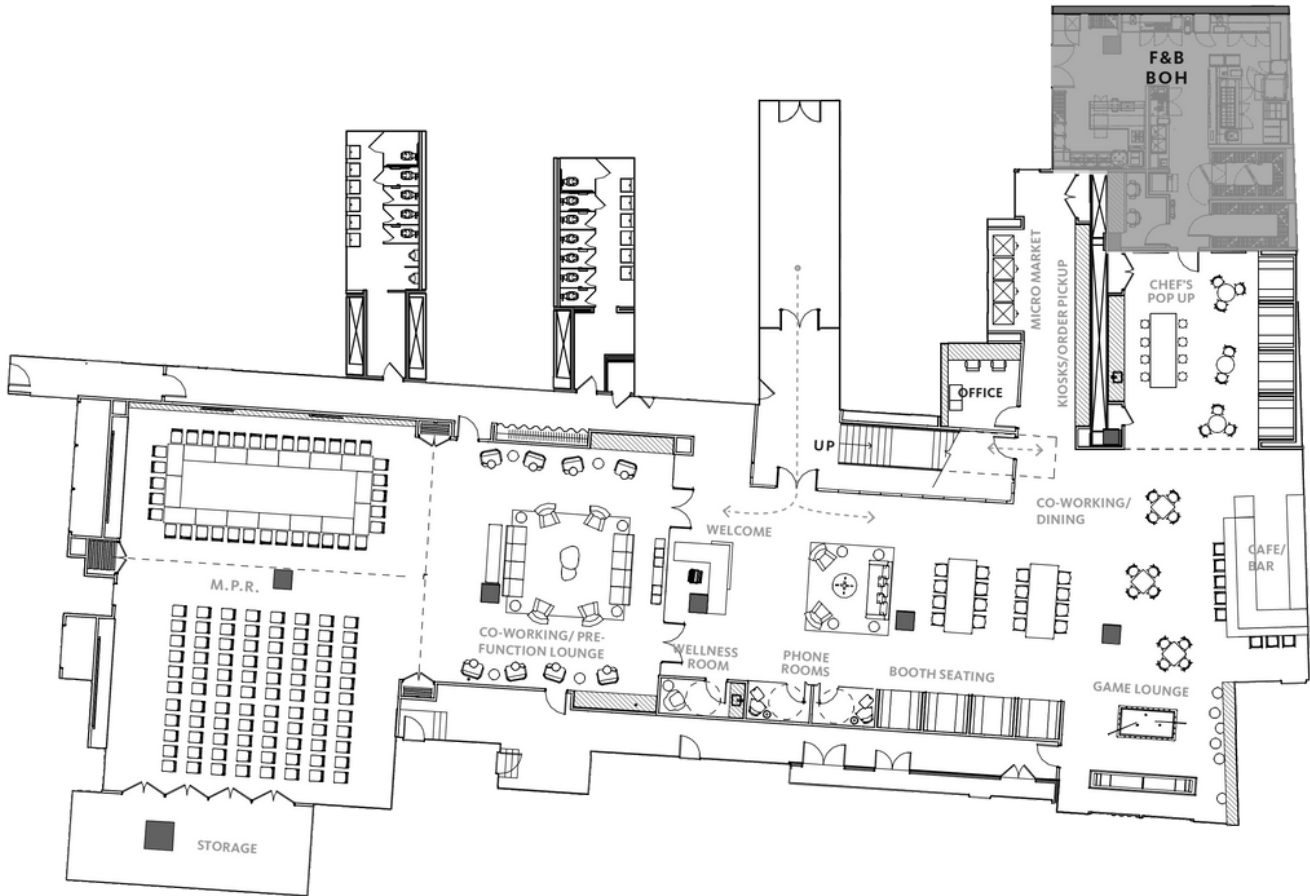 F&B
BOH
MICRO MARKET
KIOSKS/ORDER PICKUP
CHEF'S
POP UP
OFFICE
UP
WELCOME
CO-WORKING/
DINING
CAFE/
BAR
M.P.R.
CO-WORKING/ PRE-
FUNCTION LOUNGE
WELLNESS
ROOM
PHONE
ROOMS
BOOTH SEATING
GAME LOUNGE
STORAGE